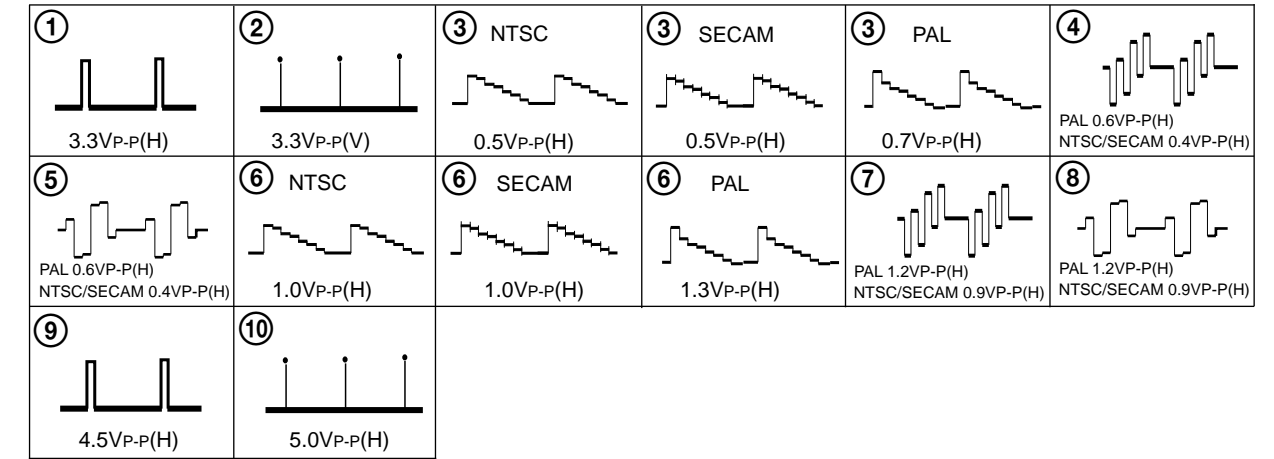 ① 
3.3VP-P(H)
② 
3.3VP-P(V)
③ NTSC
0.5VP-P(H)
③ SECAM
0.5VP-P(H)
③ PAL
0.7VP-P(H)
④
PAL 0.6VP-P(H)
NTSC/SECAM 0.4VP-P(H)
⑤
PAL 0.6VP-P(H)
NTSC/SECAM 0.4VP-P(H)
⑥ NTSC
1.0VP-P(H)
⑥ SECAM
1.0VP-P(H)
⑥ PAL
1.3VP-P(H)
⑦
PAL 1.2VP-P(H)
NTSC/SECAM 0.9VP-P(H)
⑧
PAL 1.2VP-P(H)
NTSC/SECAM 0.9VP-P(H)
⑨
4.5VP-P(H)
⑩
5.0VP-P(H)